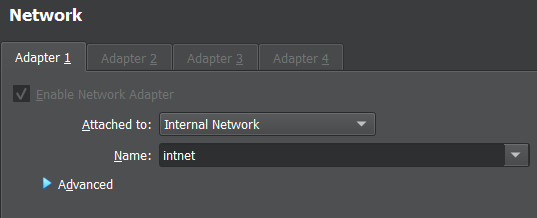 Network
Adapter 1 Adapter 2 Adapter 3 Adapter 4
Enable Network Adapter
Attached to: Internal Network
Name: intnet
Advanced